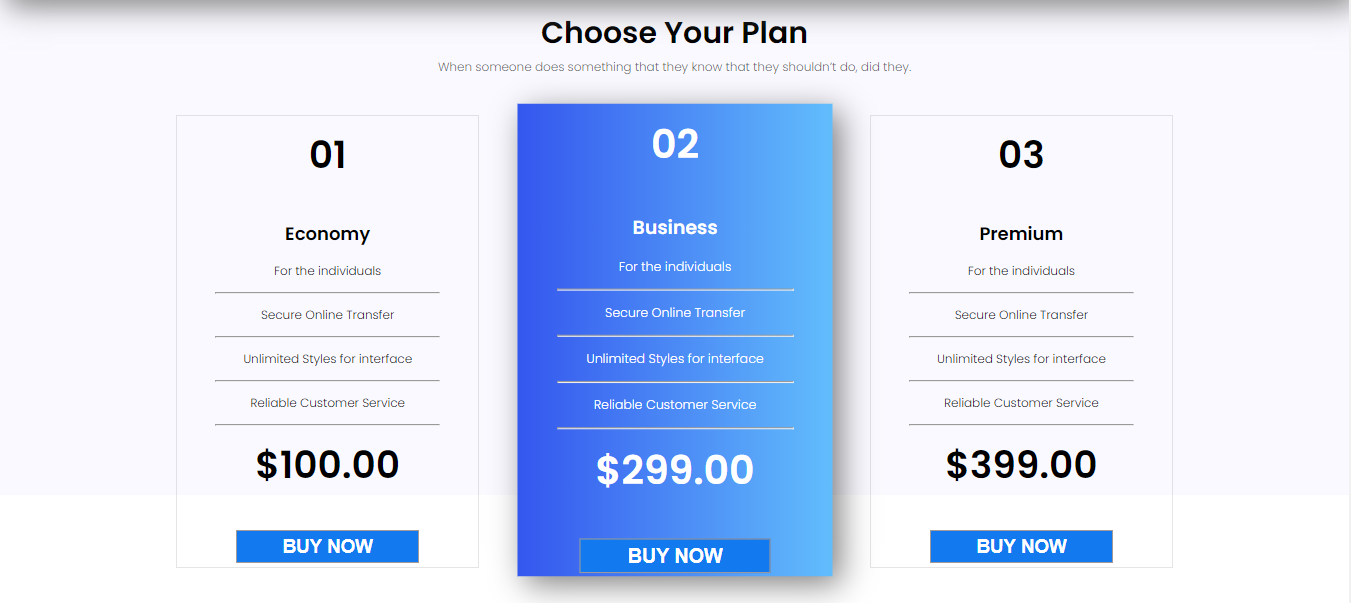 Choose Your Plan
When someone does something that they know that they shouldn't do, did they.
01
Economy
For the individuals
Secure Online Transfer
Unlimited Styles for interface
Reliable Customer Service
$100.00
BUY NOW
02
Business
For the individuals
Secure Online Transfer
Unlimited Styles for interface
Reliable Customer Service
$299.00
BUY NOW
03
Premium
For the individuals
Secure Online Transfer
Unlimited Styles for interface
Reliable Customer Service
$399.00
BUY NOW